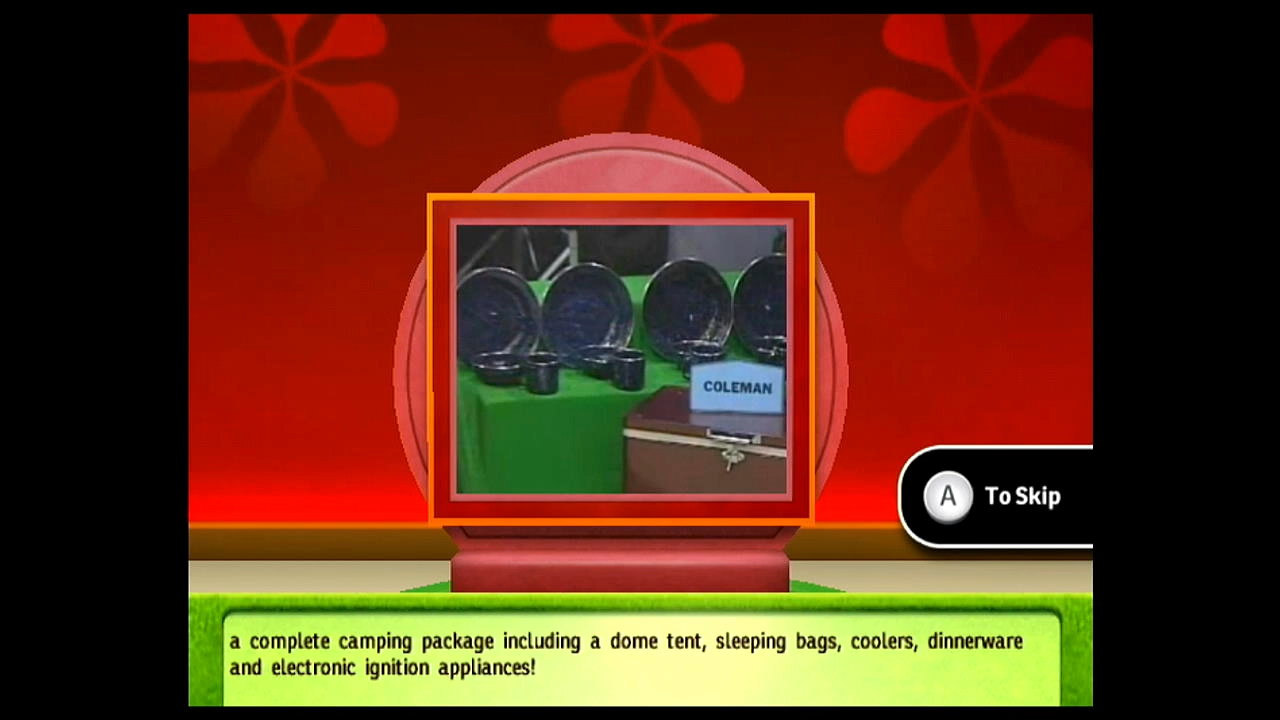 COLEMAN
A To Skip
a complete camping package including a dome tent, sleeping bags, coolers, dinnerware
and electronic ignition appliances!